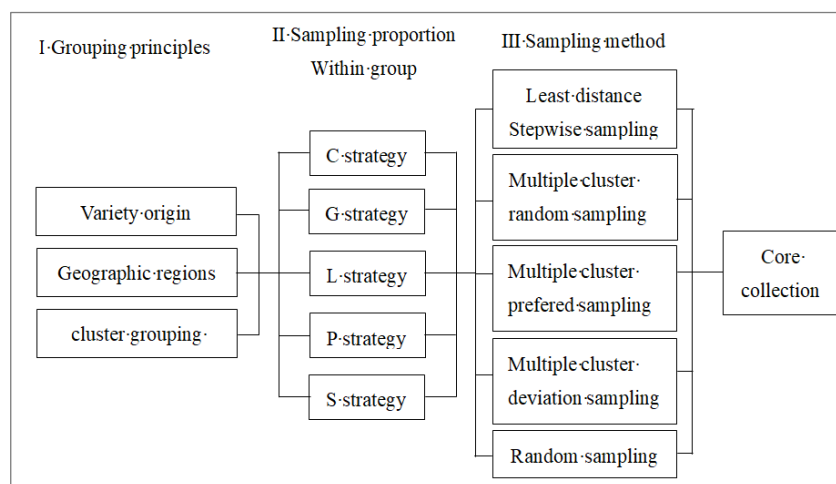 I·Grouping·principles
II·Sampling·proportion
Within·group
III·Sampling·method
Variety·origin
Geographic·regions
cluster·grouping·
C·strategy
G·strategy
L·strategy
P·strategy
S·strategy
Least·distance
Stepwise·sampling
Multiple·cluster·
random·sampling
Multiple·cluster·
prefered·sampling
Multiple·cluster·
deviation·sampling
Random·sampling
Core·
collection